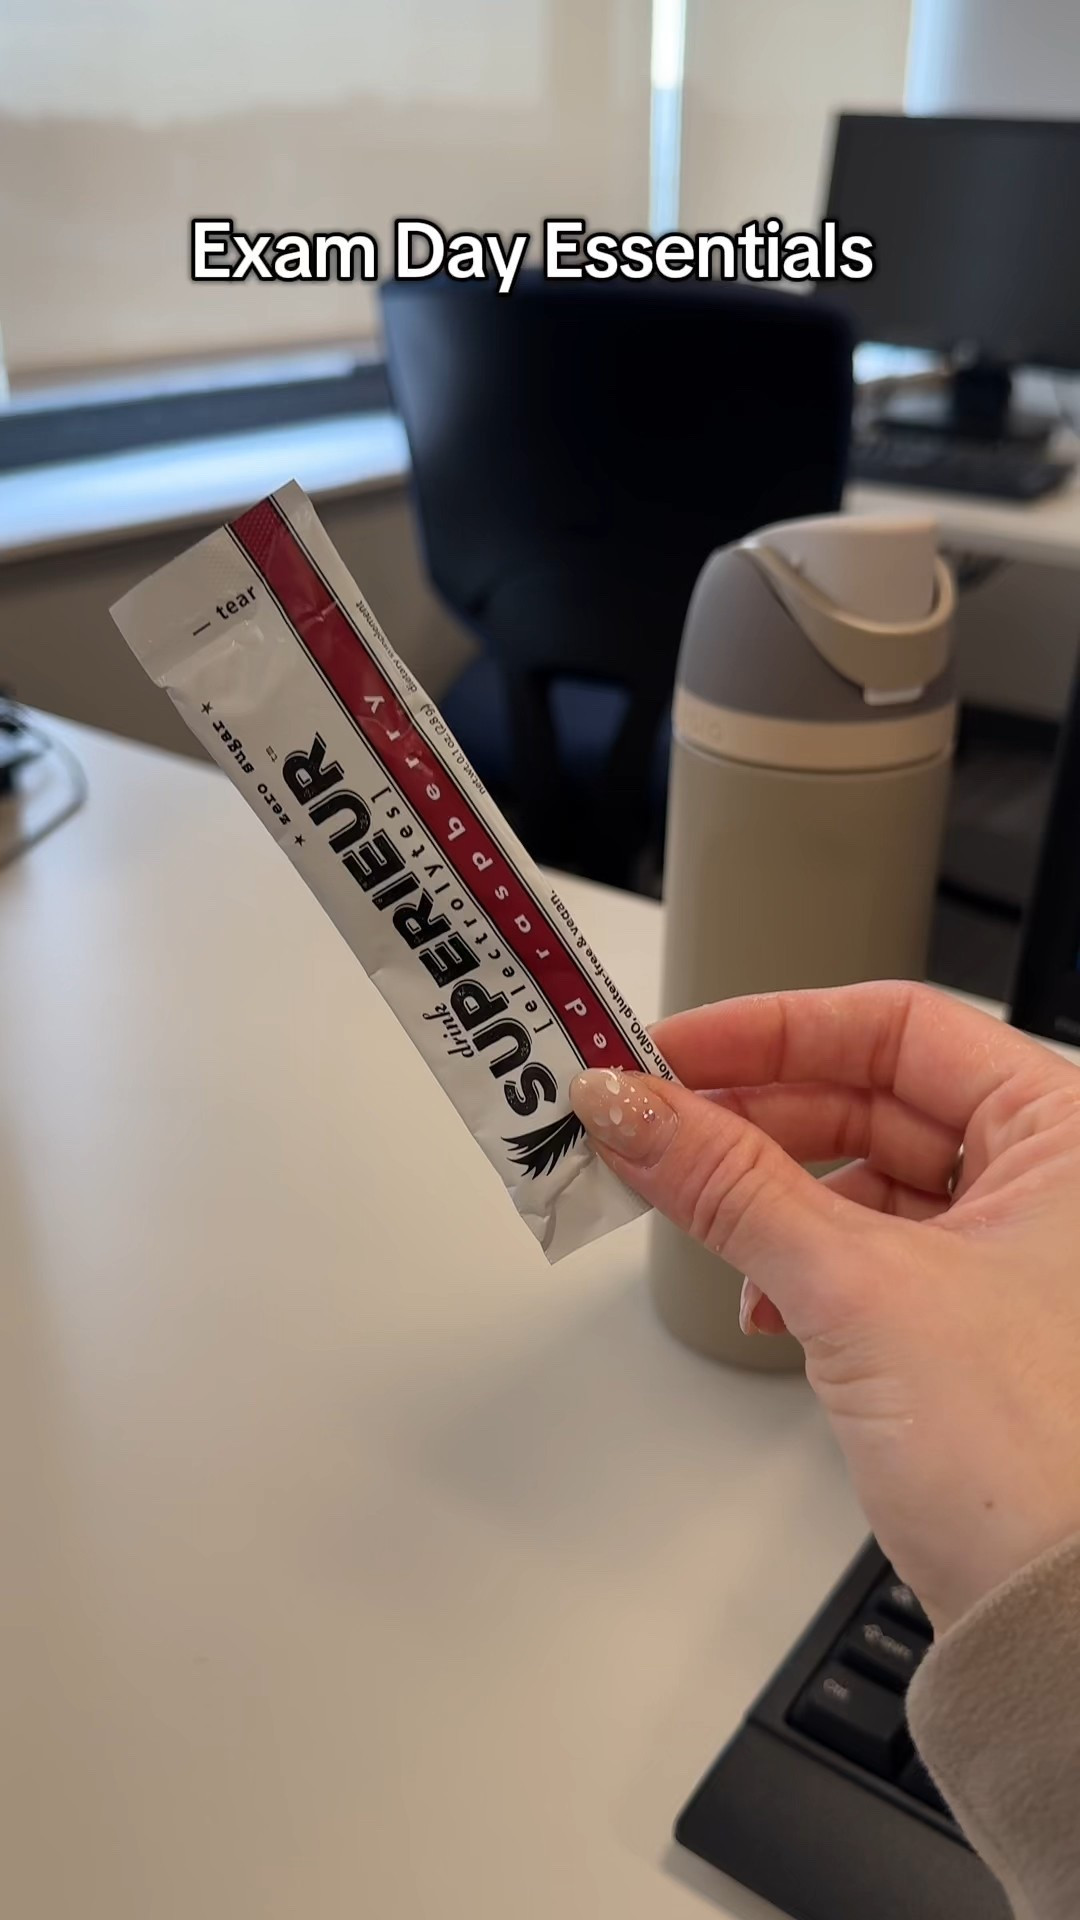 Exam Day Essentials
— tear
★ zero sugar ★
drink
SUPERIEUR
[electrolytes]
red raspberry
net wt. 0.1 oz (2.8g) dietary supplement
Non-GMO, gluten-free & vegan.